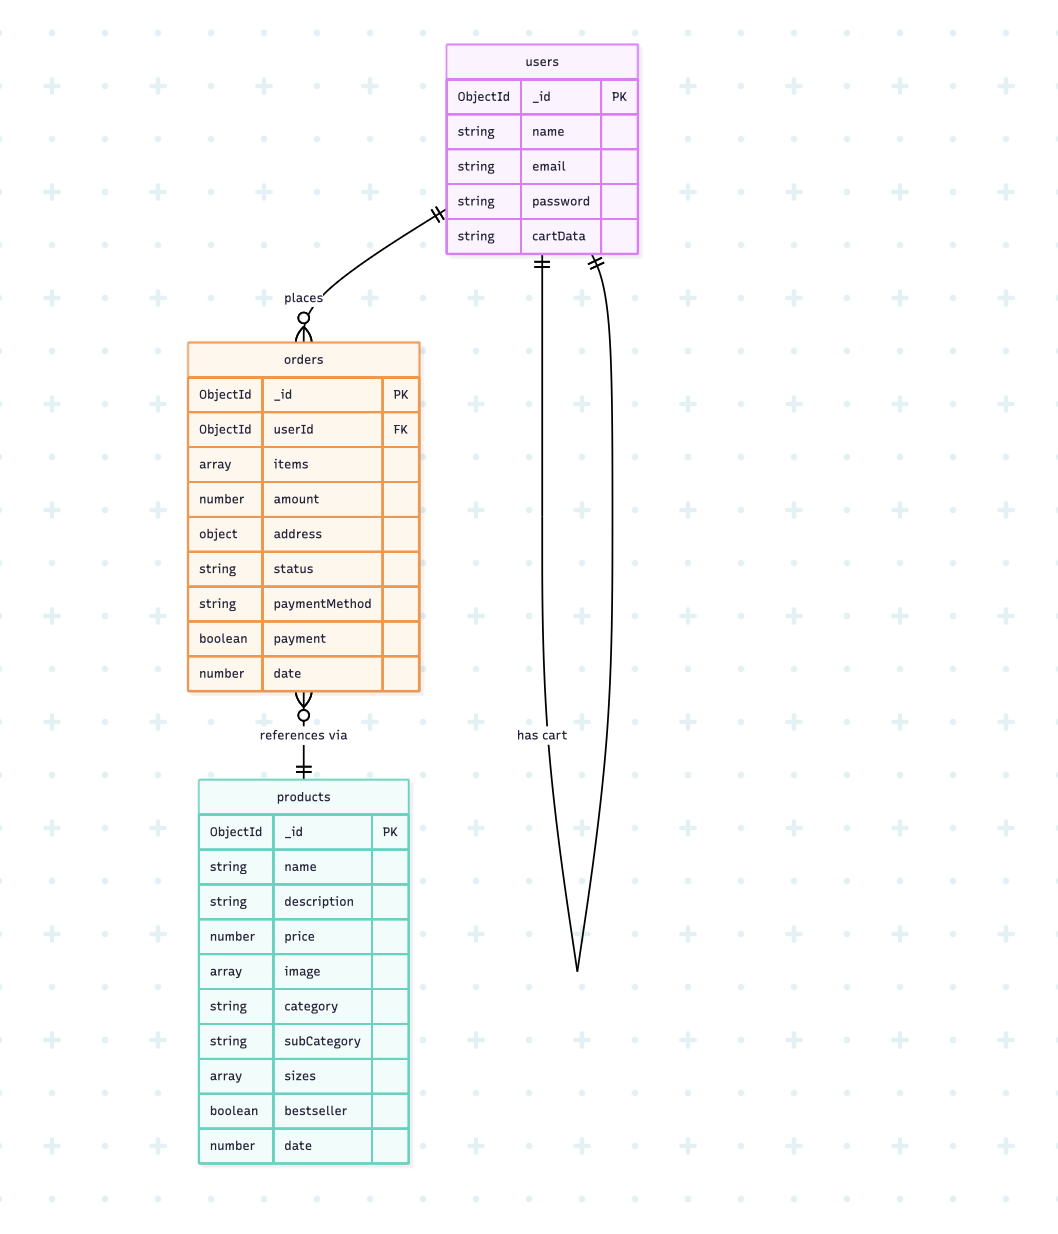 users
ObjectId _id PK
string name
string email
string password
string cartData
places
orders
ObjectId _id PK
ObjectId userId FK
array items
number amount
object address
string status
string paymentMethod
boolean payment
number date
references via
has cart
products
ObjectId _id PK
string name
string description
number price
array image
string category
string subCategory
array sizes
boolean bestseller
number date